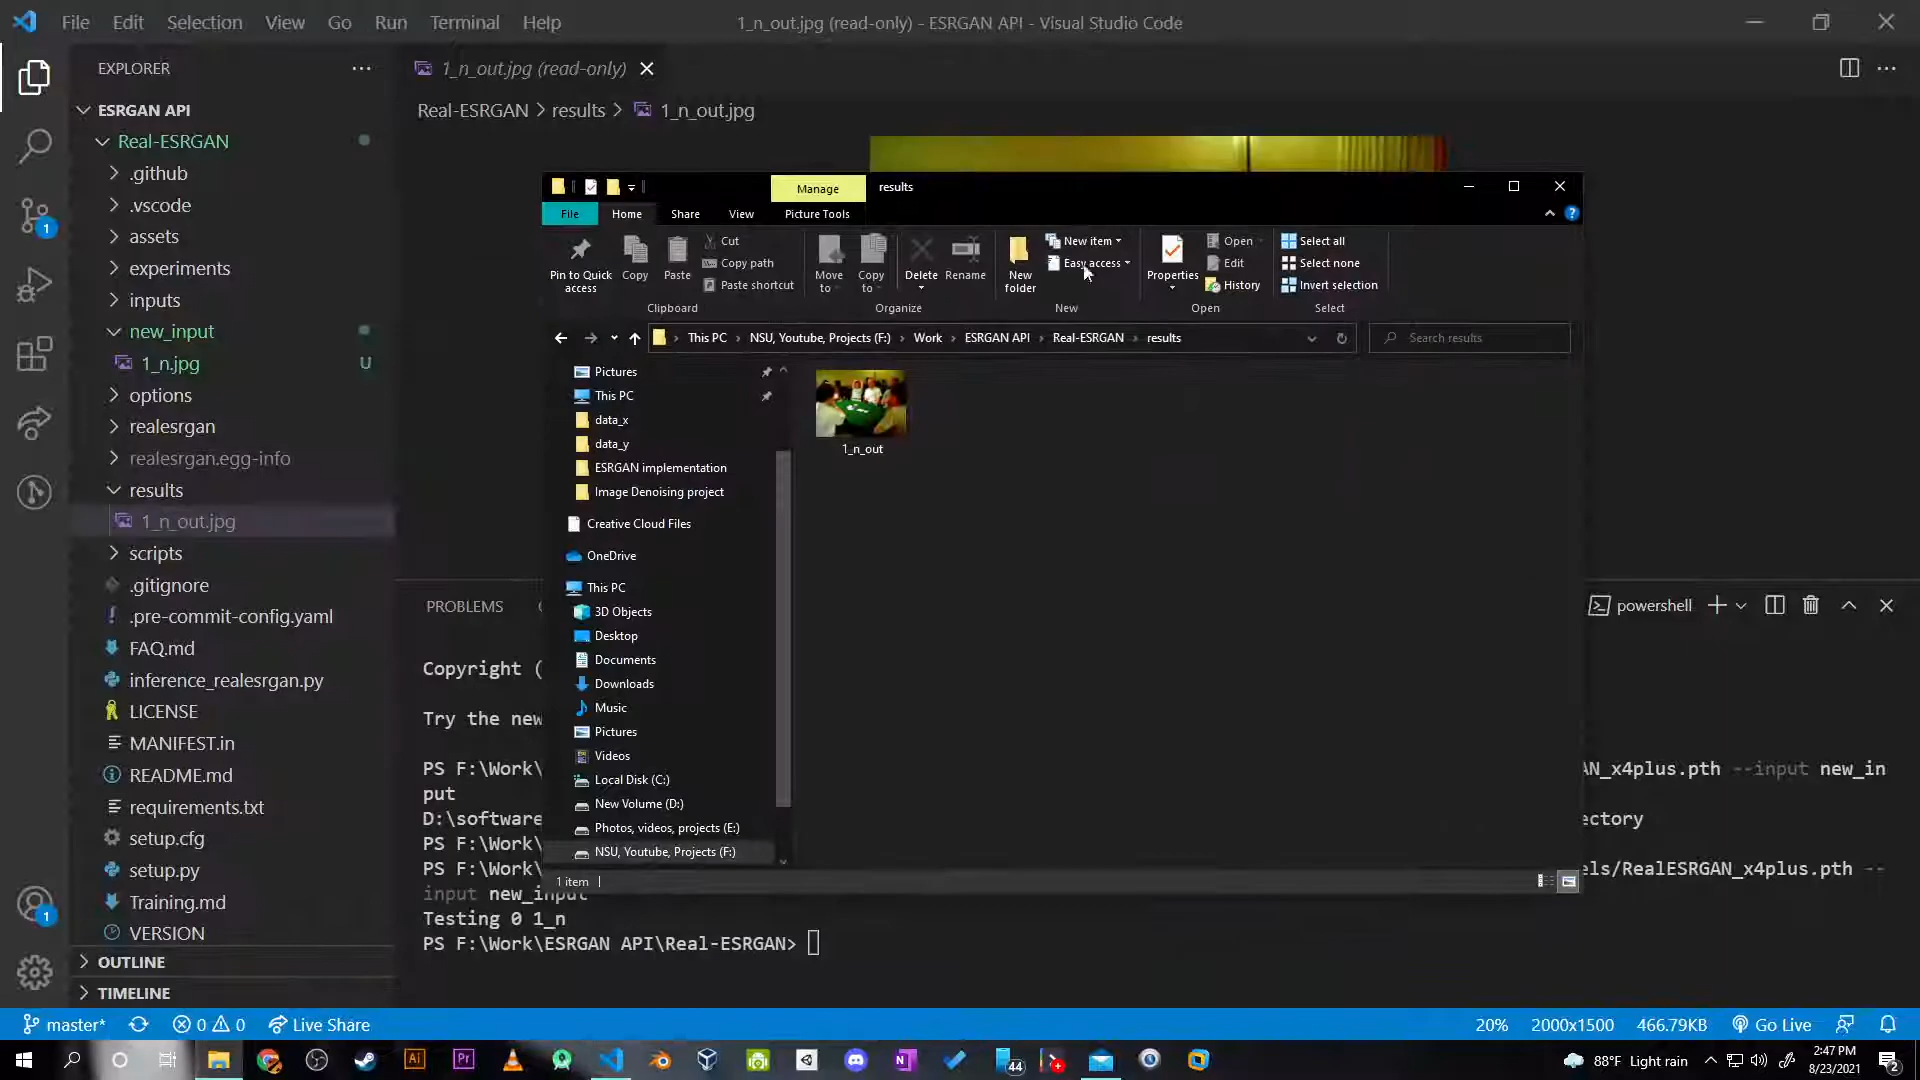 File Edit Selection View Go Run Terminal Help
1_n_out.jpg (read-only) - ESRGAN API - Visual Studio Code
EXPLORER
1_n_out.jpg (read-only)
ESRGAN API
Real-ESRGAN > results > 1_n_out.jpg
Real-ESRGAN
.github
.vscode
assets
experiments
inputs
new_input
1_n.jpg U
options
realesrgan
realesrgan.egg-info
results
1_n_out.jpg
scripts
.gitignore
.pre-commit-config.yaml
FAQ.md
inference_realesrgan.py
LICENSE
MANIFEST.in
README.md
requirements.txt
setup.cfg
setup.py
Training.md
VERSION
OUTLINE
TIMELINE
1
1
Manage results
File Home Share View Picture Tools
Pin to Quick access
Copy
Paste
Cut
Copy path
Paste shortcut
Clipboard
Move to
Copy to
Delete
Rename
Organize
New folder
New item
Easy access
New
Properties
Open
Edit
History
Open
Select all
Select none
Invert selection
Select
This PC > NSU, Youtube, Projects (F:) > Work > ESRGAN API > Real-ESRGAN > results
Search results
Pictures
This PC
data_x
data_y
ESRGAN implementation
Image Denoising project
Creative Cloud Files
OneDrive
This PC
3D Objects
Desktop
Documents
Downloads
Music
Pictures
Videos
Local Disk (C:)
New Volume (D:)
Photos, videos, projects (E:)
NSU, Youtube, Projects (F:)
1_n_out
1 item
PROBLEMS
powershell
Copyright (
Try the new
PS F:\Work\ AN_x4plus.pth --input new_in
put
D:\software ectory
PS F:\Work\
PS F:\Work\ els/RealESRGAN_x4plus.pth --
input new_input
Testing 0 1_n
PS F:\Work\ESRGAN API\Real-ESRGAN>
master* 0 0 Live Share
20% 2000x1500 466.79KB Go Live
Ai Pr N 44
88°F Light rain
2:47 PM
8/23/2021
2